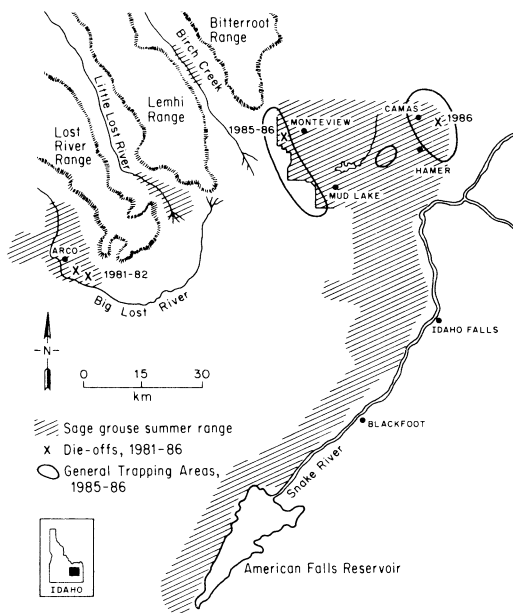 Bitterroot
Range
Birch Creek
Lemhi
Range
Little Lost River
Lost
River
Range
1985-86
MONTEVIEW
CAMAS
1986
HAMER
MUD LAKE
ARCO
1981-82
Big Lost River
-N-
IDAHO FALLS
0 15 30
km
BLACKFOOT
Sage grouse summer range
x Die-offs, 1981-86
General Trapping Areas,
1985-86
Snake River
American Falls Reservoir
IDAHO